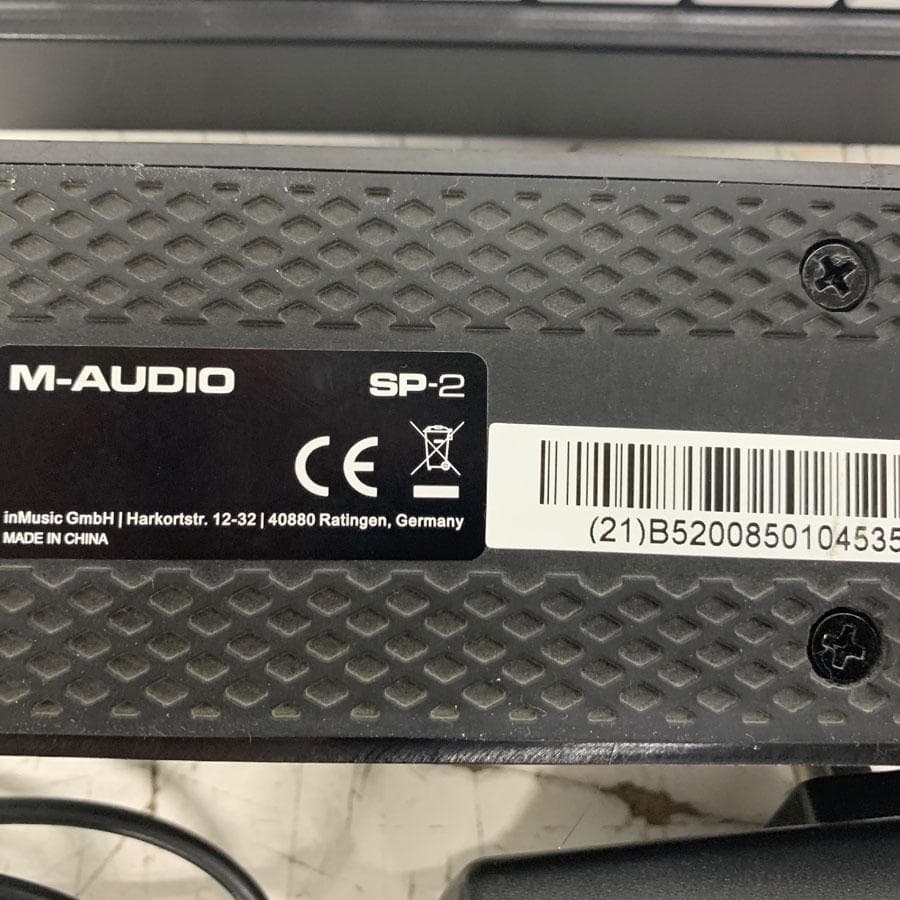 M-AUDIO SP-2
CE
inMusic GmbH | Harkortstr. 12-32 | 40880 Ratingen, Germany
MADE IN CHINA
(21)B5200850104535